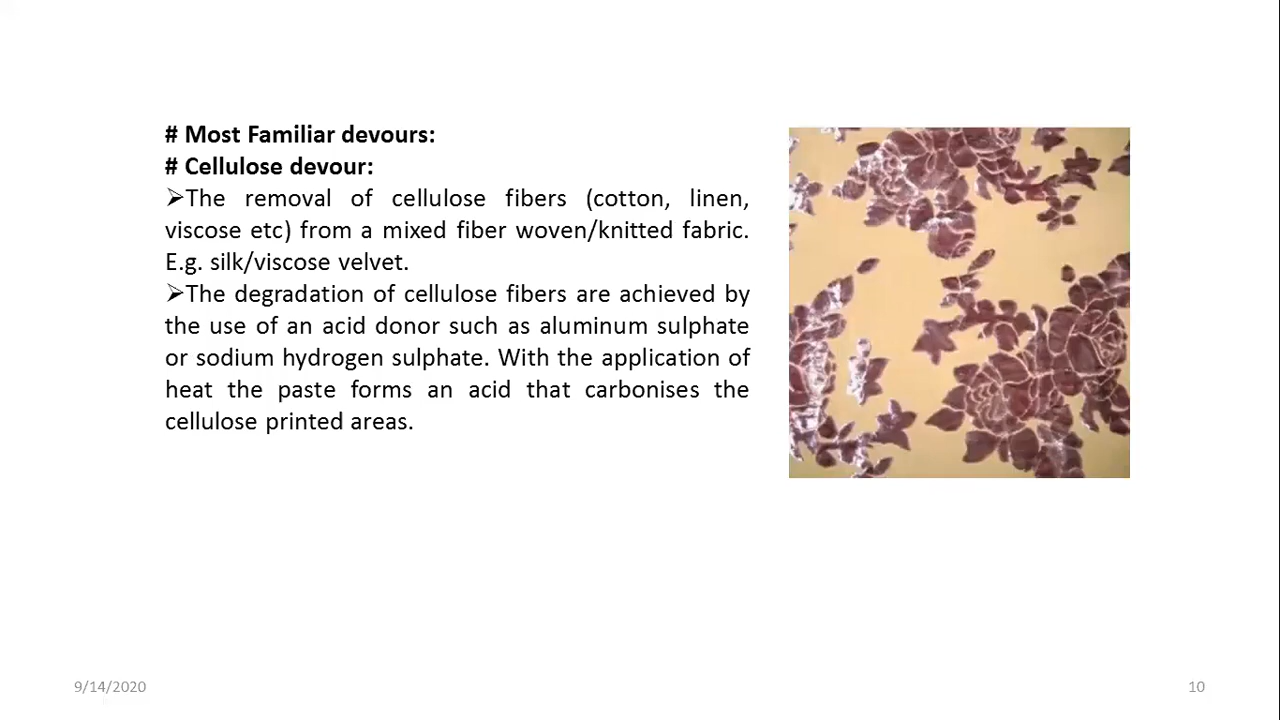 # Most Familiar devours:
# Cellulose devour:
➢The removal of cellulose fibers (cotton, linen,
viscose etc) from a mixed fiber woven/knitted fabric.
E.g. silk/viscose velvet.
➢The degradation of cellulose fibers are achieved by
the use of an acid donor such as aluminum sulphate
or sodium hydrogen sulphate. With the application of
heat the paste forms an acid that carbonises the
cellulose printed areas.
9/14/2020
10